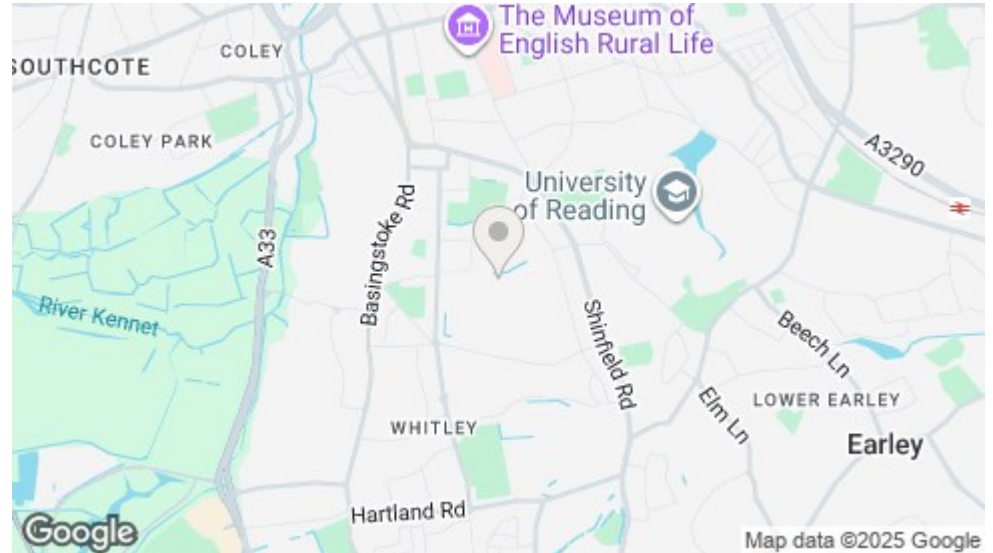 The Museum of
English Rural Life
COLEY
SOUTHCOTE
COLEY PARK
A3290
University
of Reading
A33
Basingstoke Rd
River Kennet
Shinfield Rd
Beech Ln
Elm Ln
LOWER EARLEY
WHITLEY
Earley
Hartland Rd
Google
Map data ©2025 Google